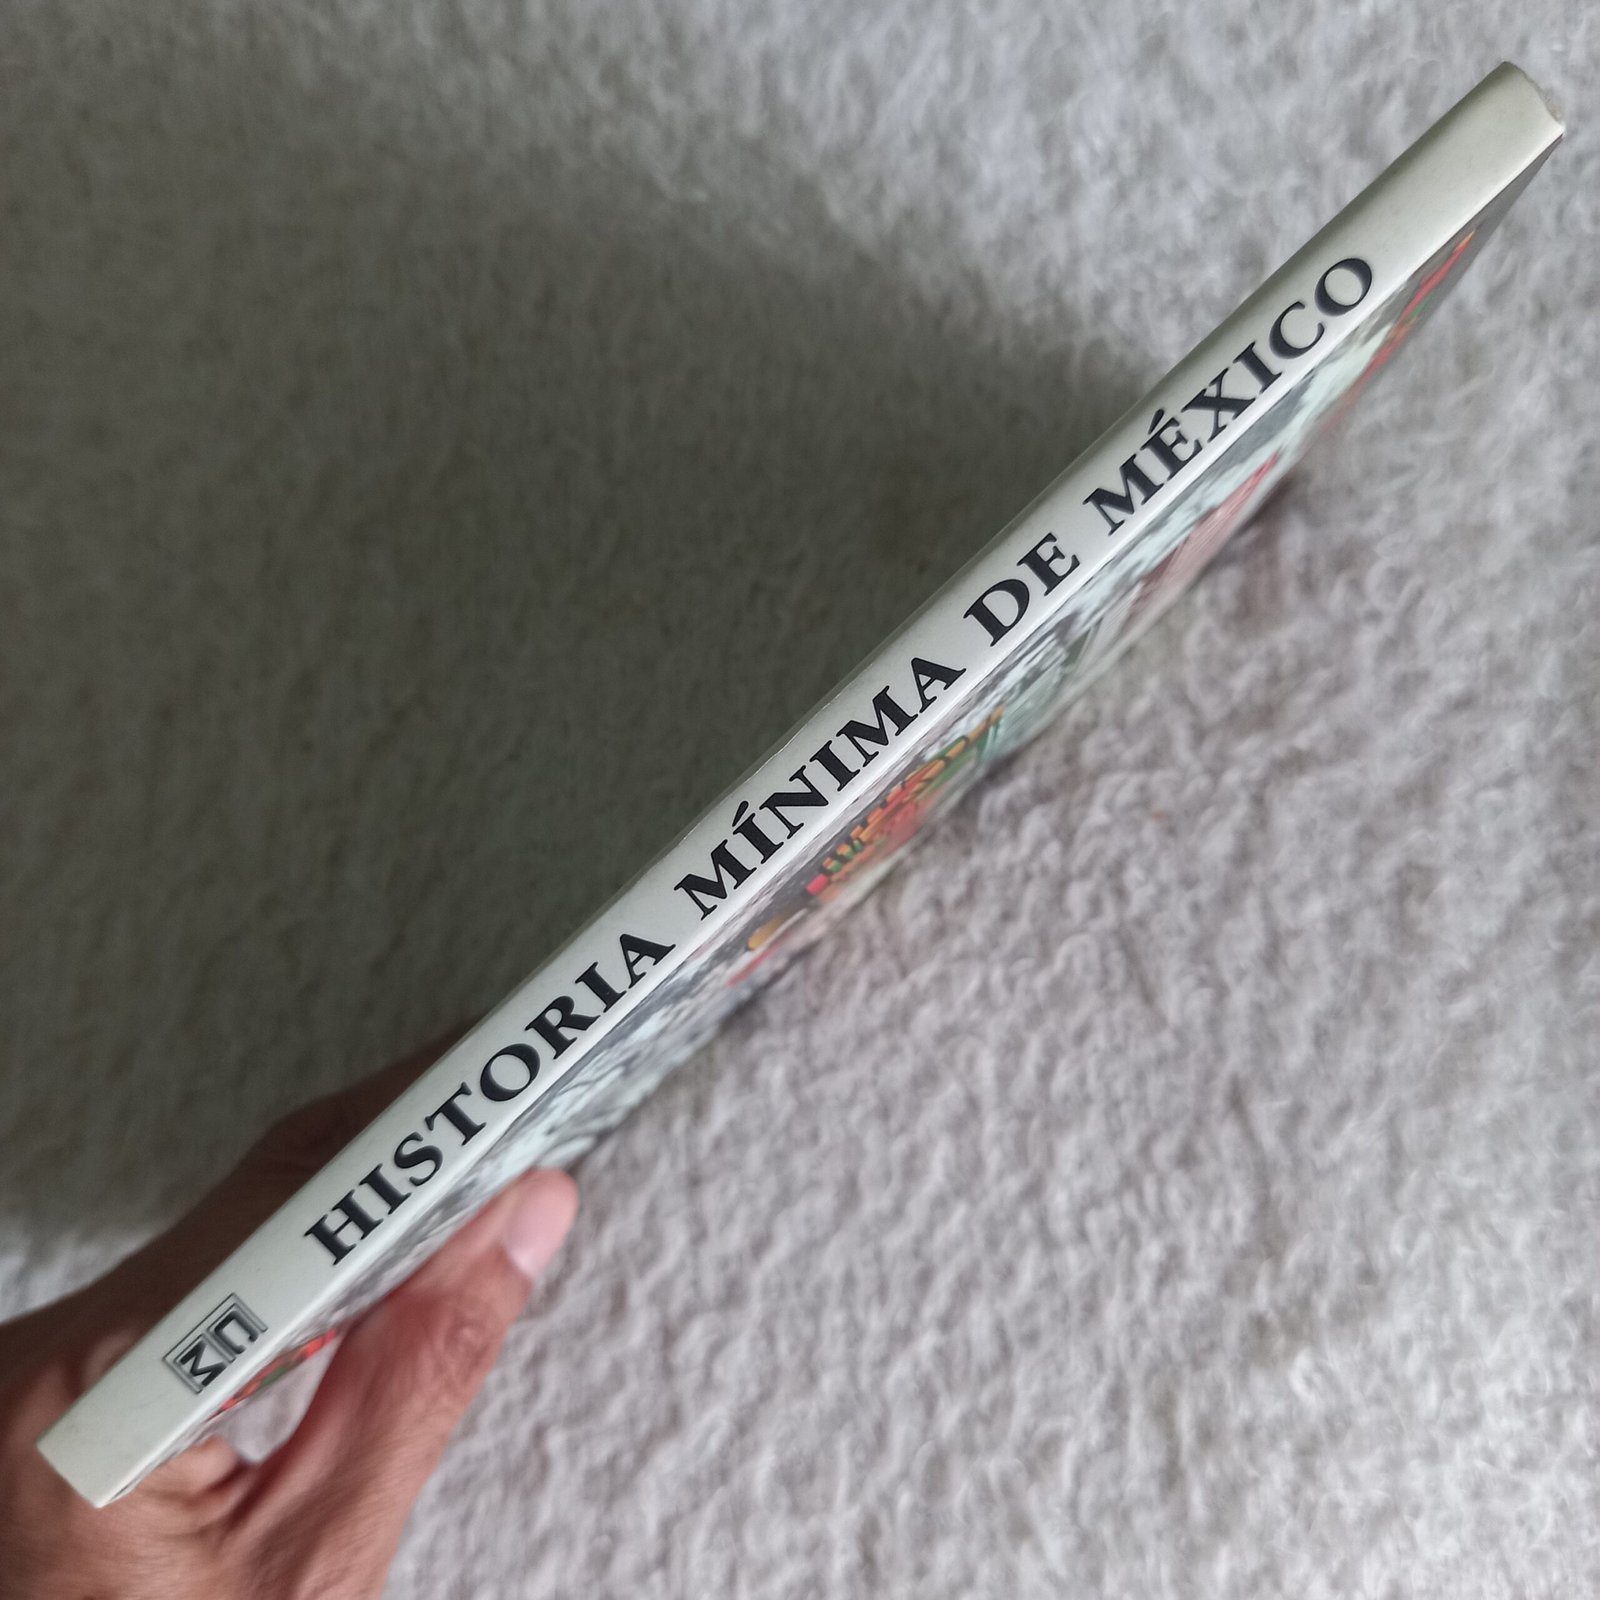 HISTORIA MÍNIMA DE MÉXICO